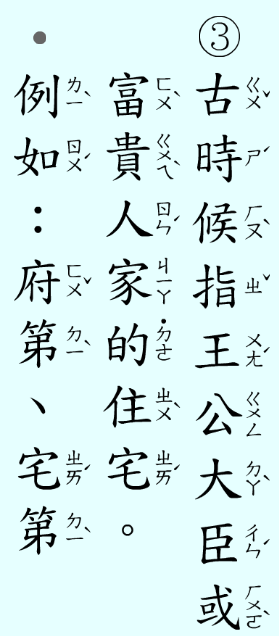 ③古時候指王公大臣或
富貴人家的住宅。
●例如：府第、宅第